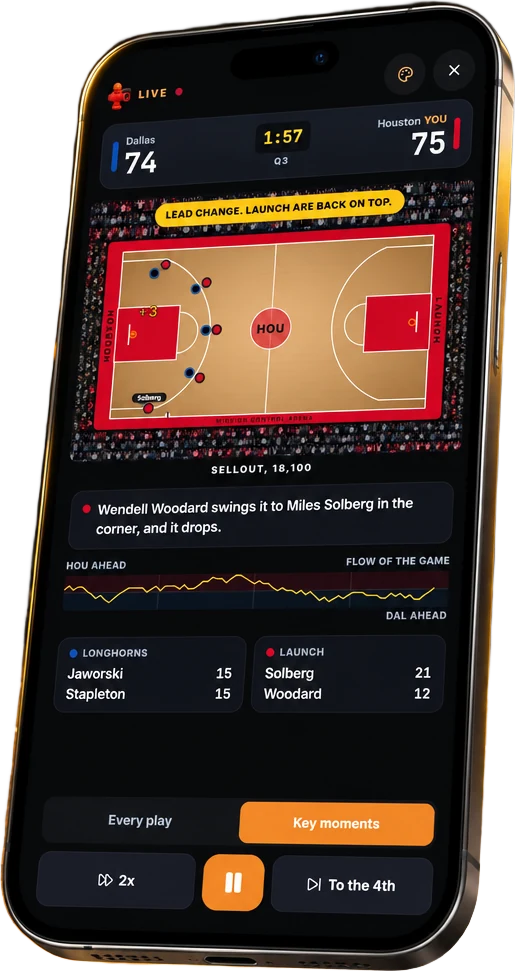 LIVE
Dallas
74
1:57
Q3
Houston YOU
75
LEAD CHANGE. LAUNCH ARE BACK ON TOP.
+3
HOU
LAUNCH
Solberg
MISSION CONTROL ARENA
SELLOUT, 18,100
Wendell Woodard swings it to Miles Solberg in the
corner, and it drops.
HOU AHEAD
FLOW OF THE GAME
DAL AHEAD
LONGHORNS
Jaworski 15
Stapleton 15
LAUNCH
Solberg 21
Woodard 12
Every play
Key moments
2x
To the 4th